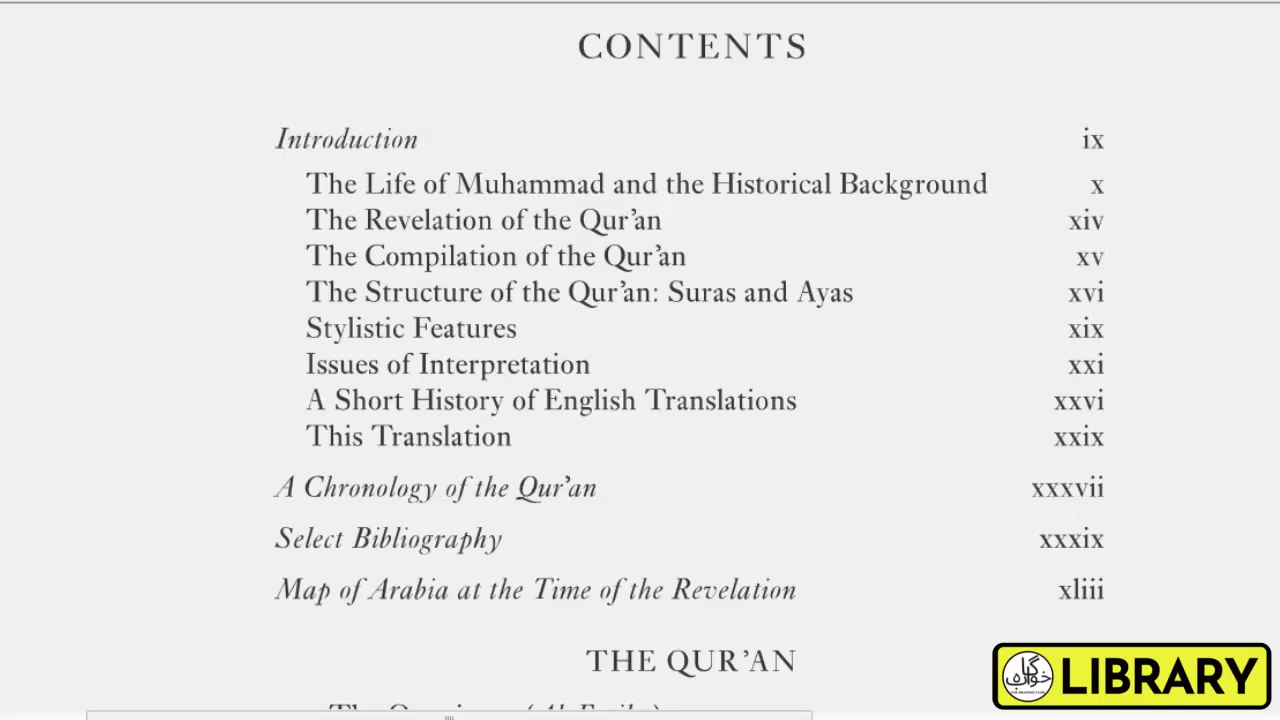 CONTENTS
Introduction ix
The Life of Muhammad and the Historical Background x
The Revelation of the Qur’an xiv
The Compilation of the Qur’an xv
The Structure of the Qur’an: Suras and Ayas xvi
Stylistic Features xix
Issues of Interpretation xxi
A Short History of English Translations xxvi
This Translation xxix
A Chronology of the Qur’an xxxvii
Select Bibliography xxxix
Map of Arabia at the Time of the Revelation xliii
THE QUR’AN
LIBRARY